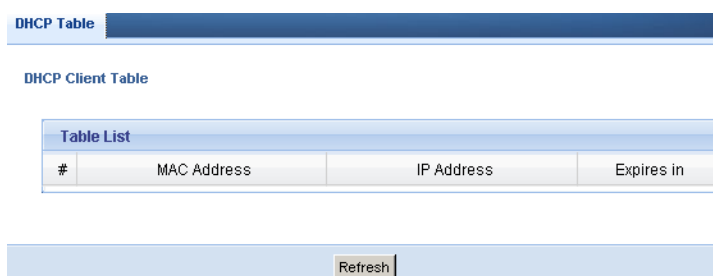 DHCP Table
DHCP Client Table
Table List
# MAC Address IP Address Expires in
Refresh